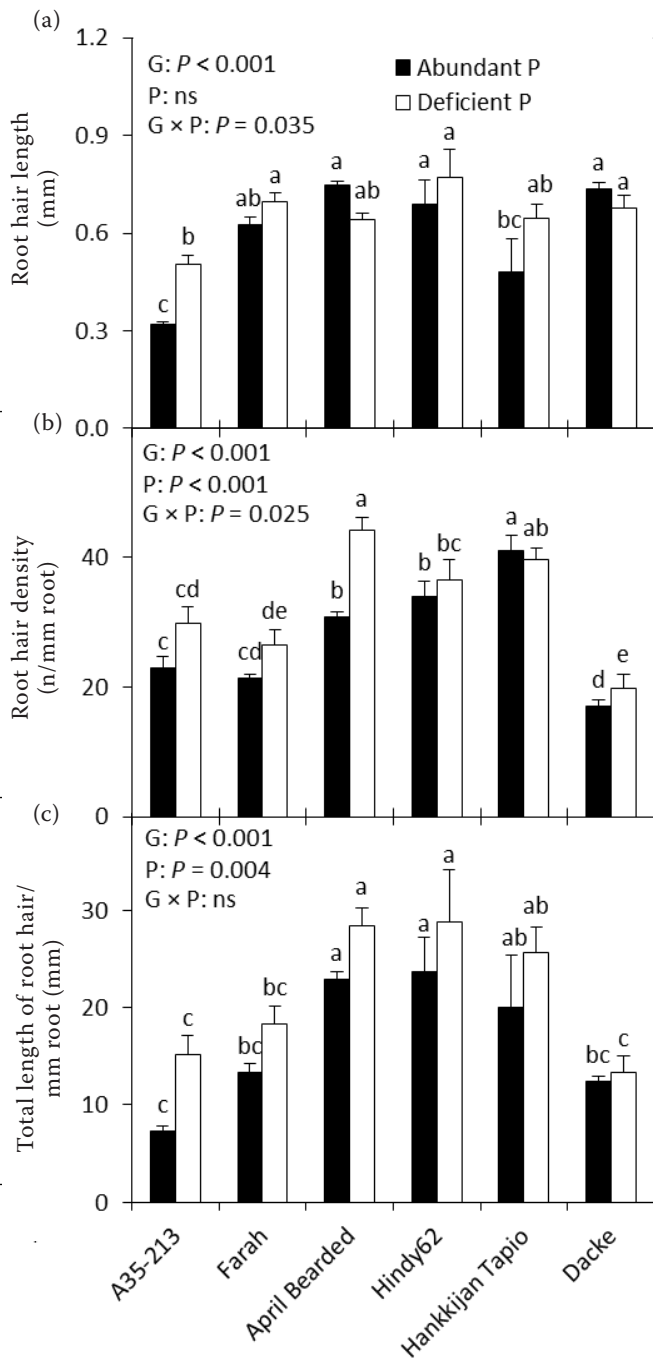 (a)
1.2
0.9
0.6
0.3
0.0
Root hair length
(mm)
G: P < 0.001
P: ns
G × P: P = 0.035
Abundant P
Deficient P
c
b
ab
a
a
ab
a
a
bc
ab
a
a
(b)
40
20
0
Root hair density
(n/mm root)
G: P < 0.001
P: P < 0.001
G × P: P = 0.025
c
cd
cd
de
b
a
b
bc
a
ab
d
e
(c)
30
20
10
0
Total length of root hair/
mm root (mm)
G: P < 0.001
P: P = 0.004
G × P: ns
c
c
bc
bc
a
a
a
a
ab
ab
bc
c
A35-213
Farah
April Bearded
Hindy62
Hankkijan Tapio
Dacke